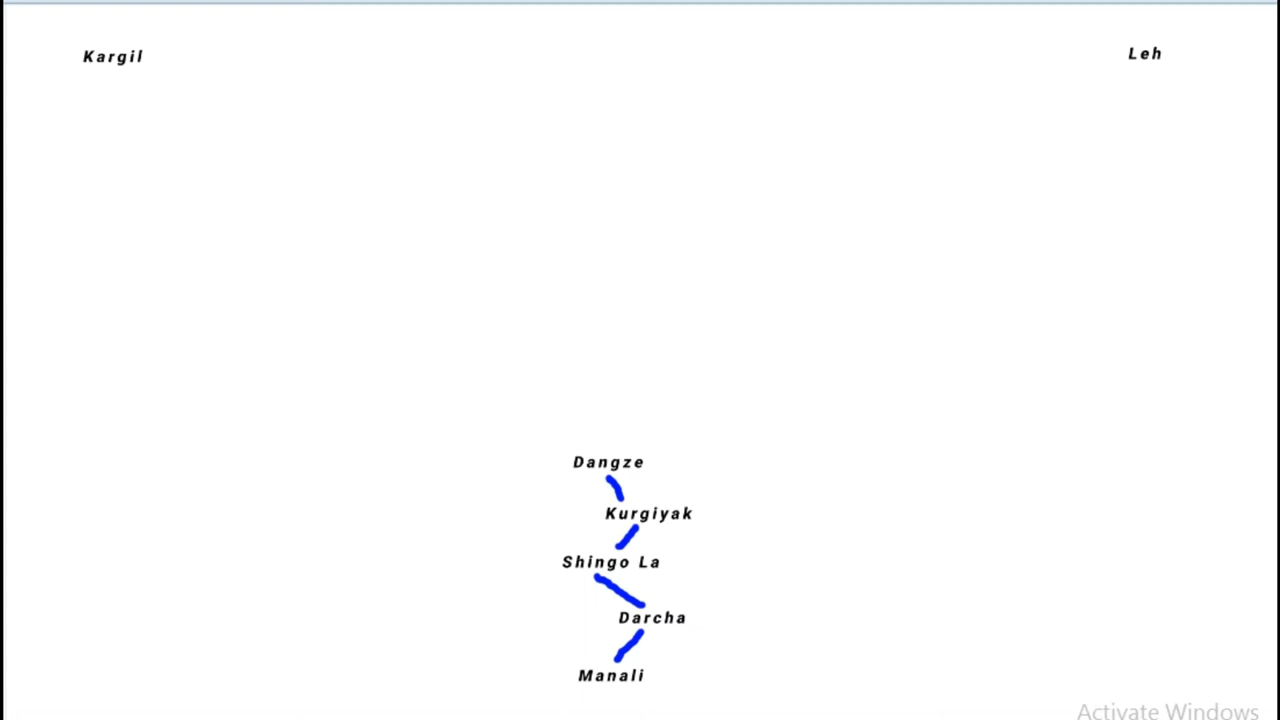 Kargil
Leh
Dangze
Kurgiyak
Shingo La
Darcha
Manali
Activate Windows